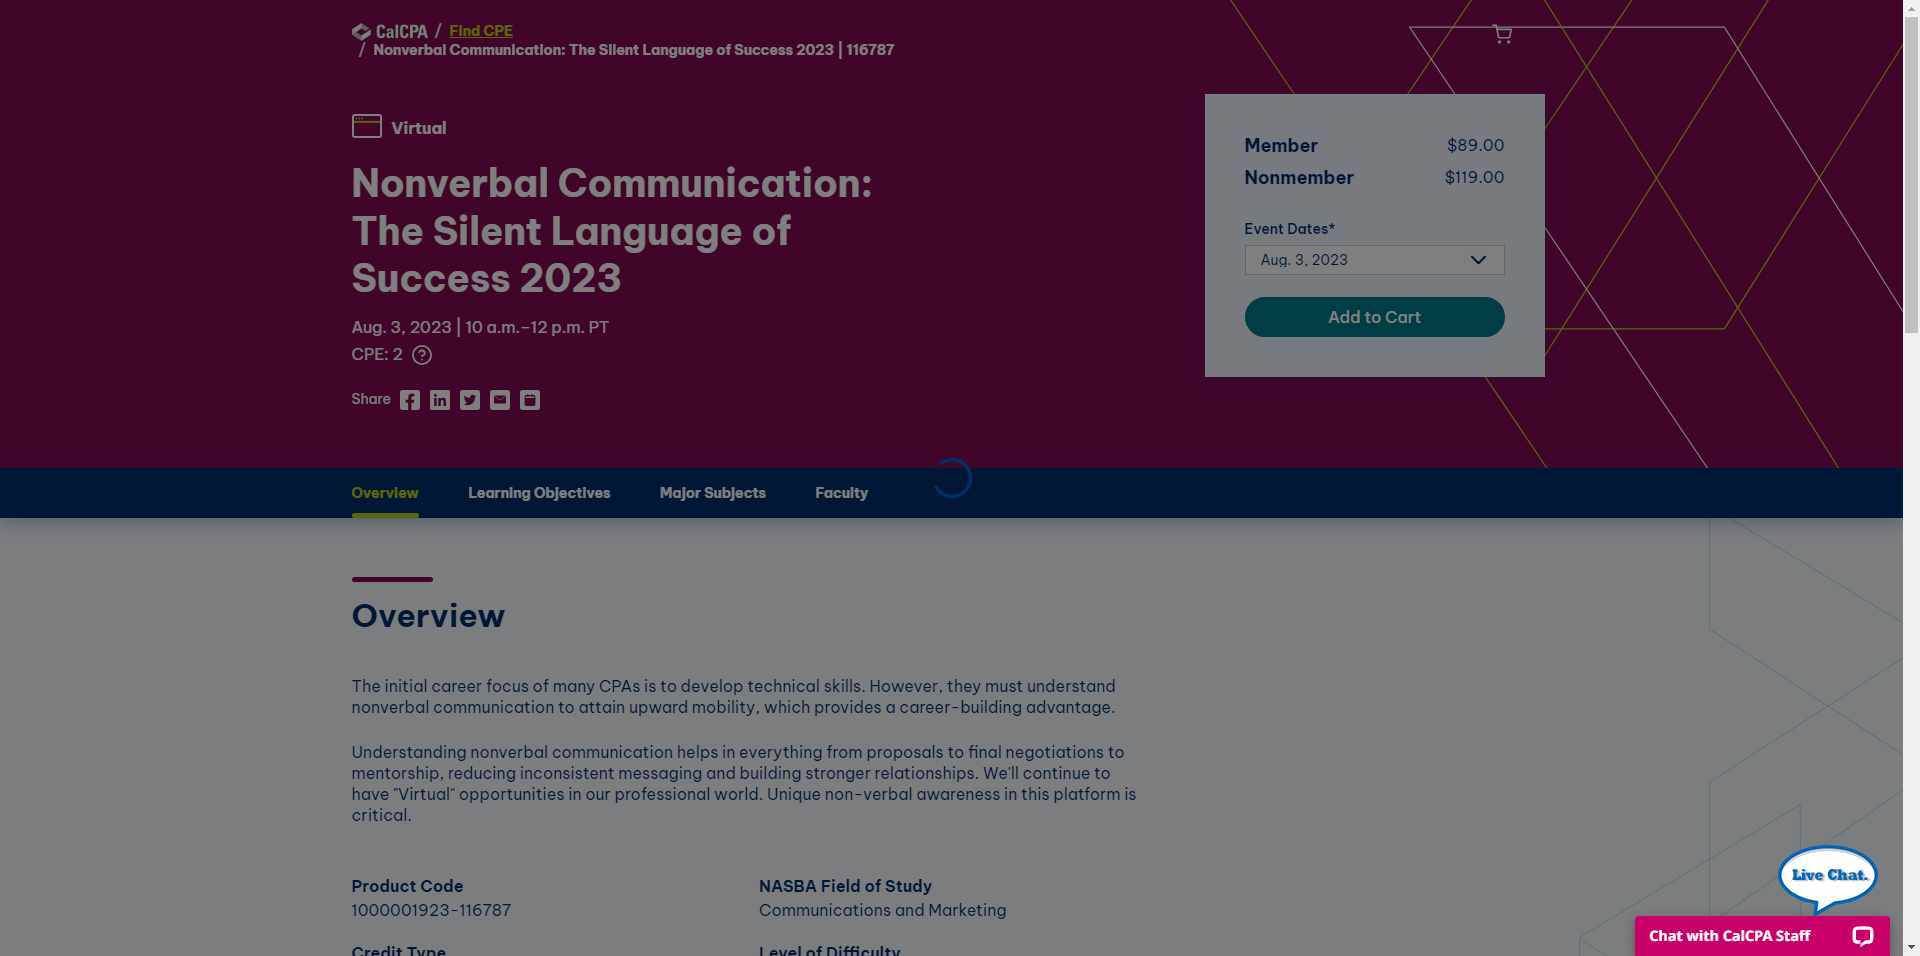 CalCPA / Find CPE
/ Nonverbal Communication: The Silent Language of Success 2023 | 116787
Virtual
Nonverbal Communication:
The Silent Language of
Success 2023
Aug. 3, 2023 | 10 a.m.–12 p.m. PT
CPE: 2 ?
Share
Member $89.00
Nonmember $119.00
Event Dates*
Aug. 3, 2023
Add to Cart
Overview Learning Objectives Major Subjects Faculty
Overview
The initial career focus of many CPAs is to develop technical skills. However, they must understand
nonverbal communication to attain upward mobility, which provides a career-building advantage.
Understanding nonverbal communication helps in everything from proposals to final negotiations to
mentorship, reducing inconsistent messaging and building stronger relationships. We'll continue to
have "Virtual" opportunities in our professional world. Unique non-verbal awareness in this platform is
critical.
Product Code
1000001923-116787
NASBA Field of Study
Communications and Marketing
Credit Type
Level of Difficulty
Live Chat.
Chat with CalCPA Staff